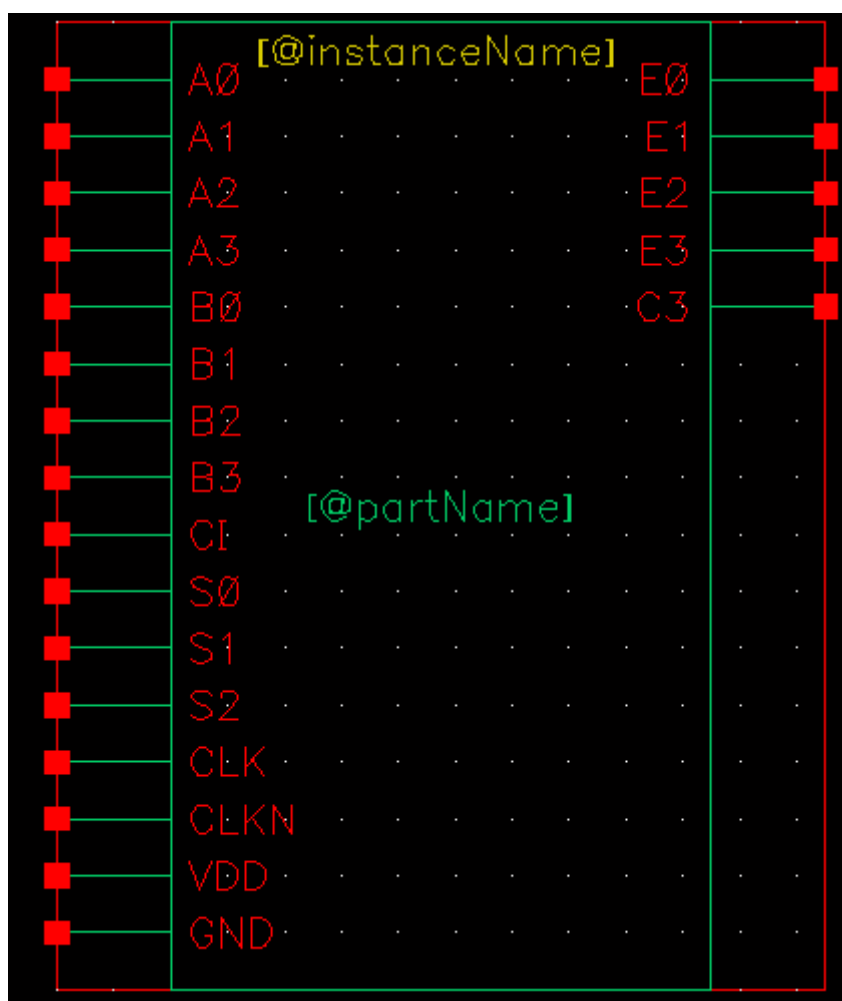 [@instanceName]
A0 E0
A1 E1
A2 E2
A3 E3
B0 C3
B1
B2
B3
[@partName]
CI
S0
S1
S2
CLK
CLKN
VDD
GND